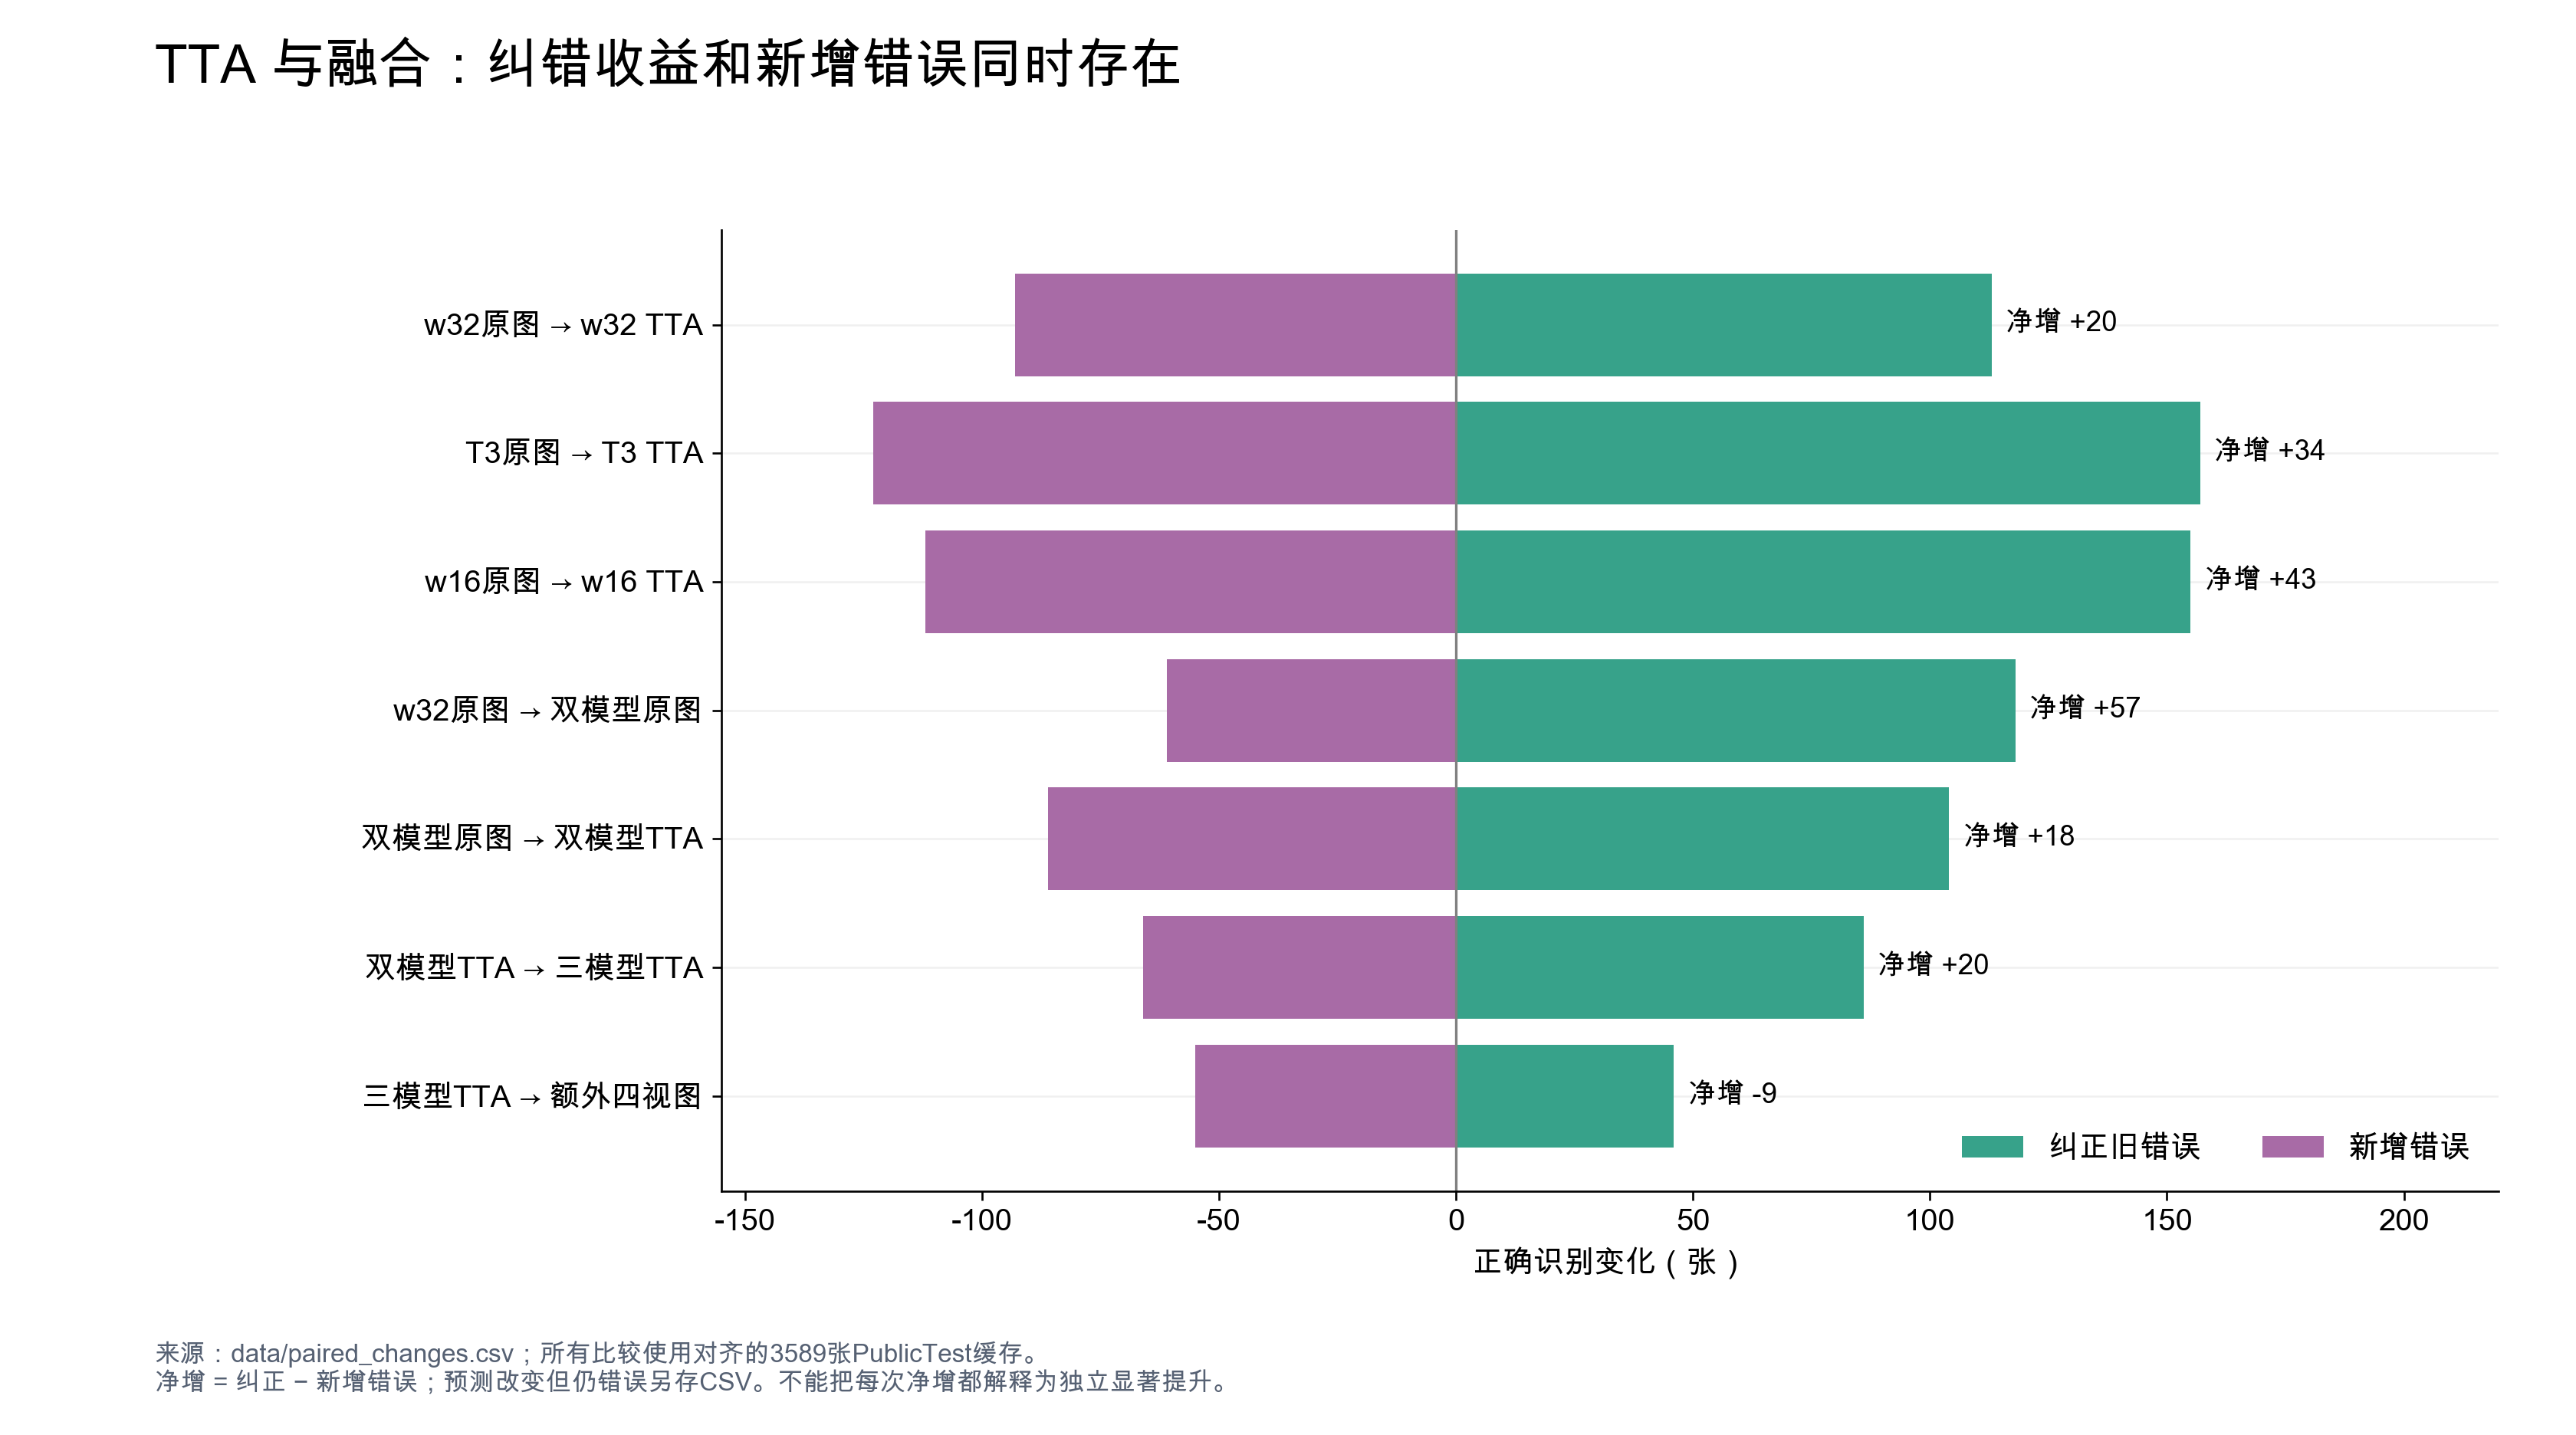 TTA 与融合：纠错收益和新增错误同时存在
w32原图 → w32 TTA
净增 +20
T3原图 → T3 TTA
净增 +34
w16原图 → w16 TTA
净增 +43
w32原图 → 双模型原图
净增 +57
双模型原图 → 双模型TTA
净增 +18
双模型TTA → 三模型TTA
净增 +20
三模型TTA → 额外四视图
净增 -9
纠正旧错误
新增错误
-150 -100 -50 0 50 100 150 200
正确识别变化（张）
来源：data/paired_changes.csv；所有比较使用对齐的3589张PublicTest缓存。
净增 = 纠正 − 新增错误；预测改变但仍错误另存CSV。不能把每次净增都解释为独立显著提升。